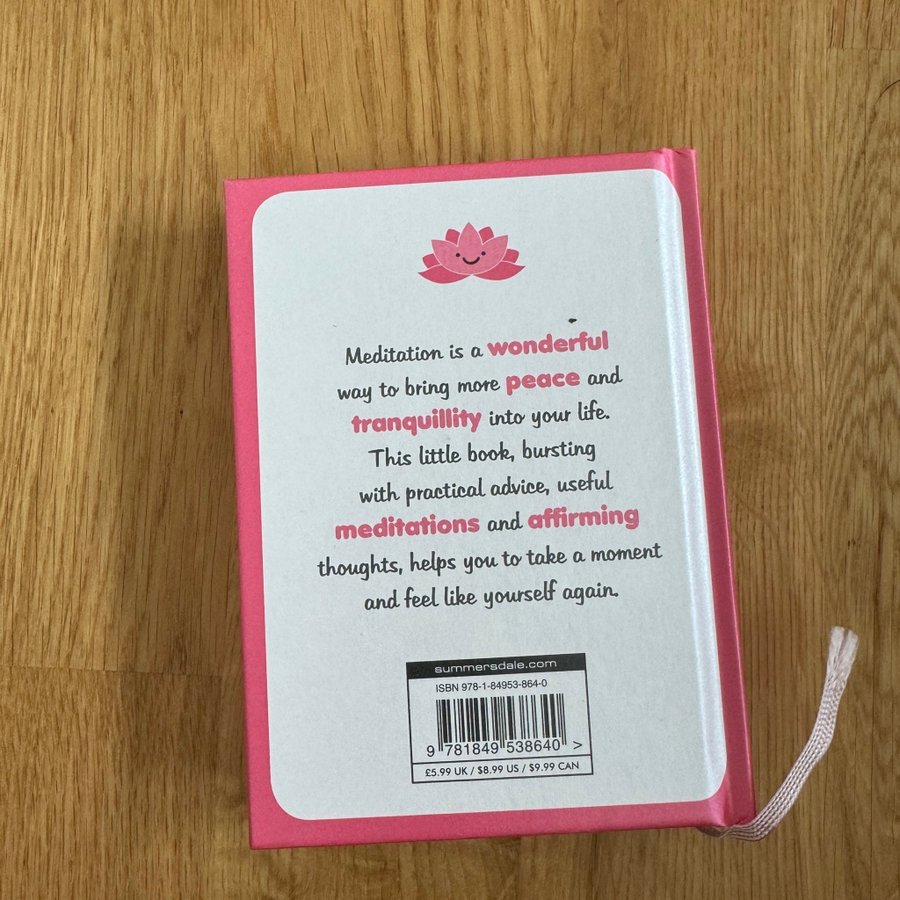 Meditation is a wonderful
way to bring more peace and
tranquillity into your life.
This little book, bursting
with practical advice, useful
meditations and affirming
thoughts, helps you to take a moment
and feel like yourself again.
summersdale.com
ISBN 978-1-84953-864-0
9 781849 538640 >
£5.99 UK / $8.99 US / $9.99 CAN